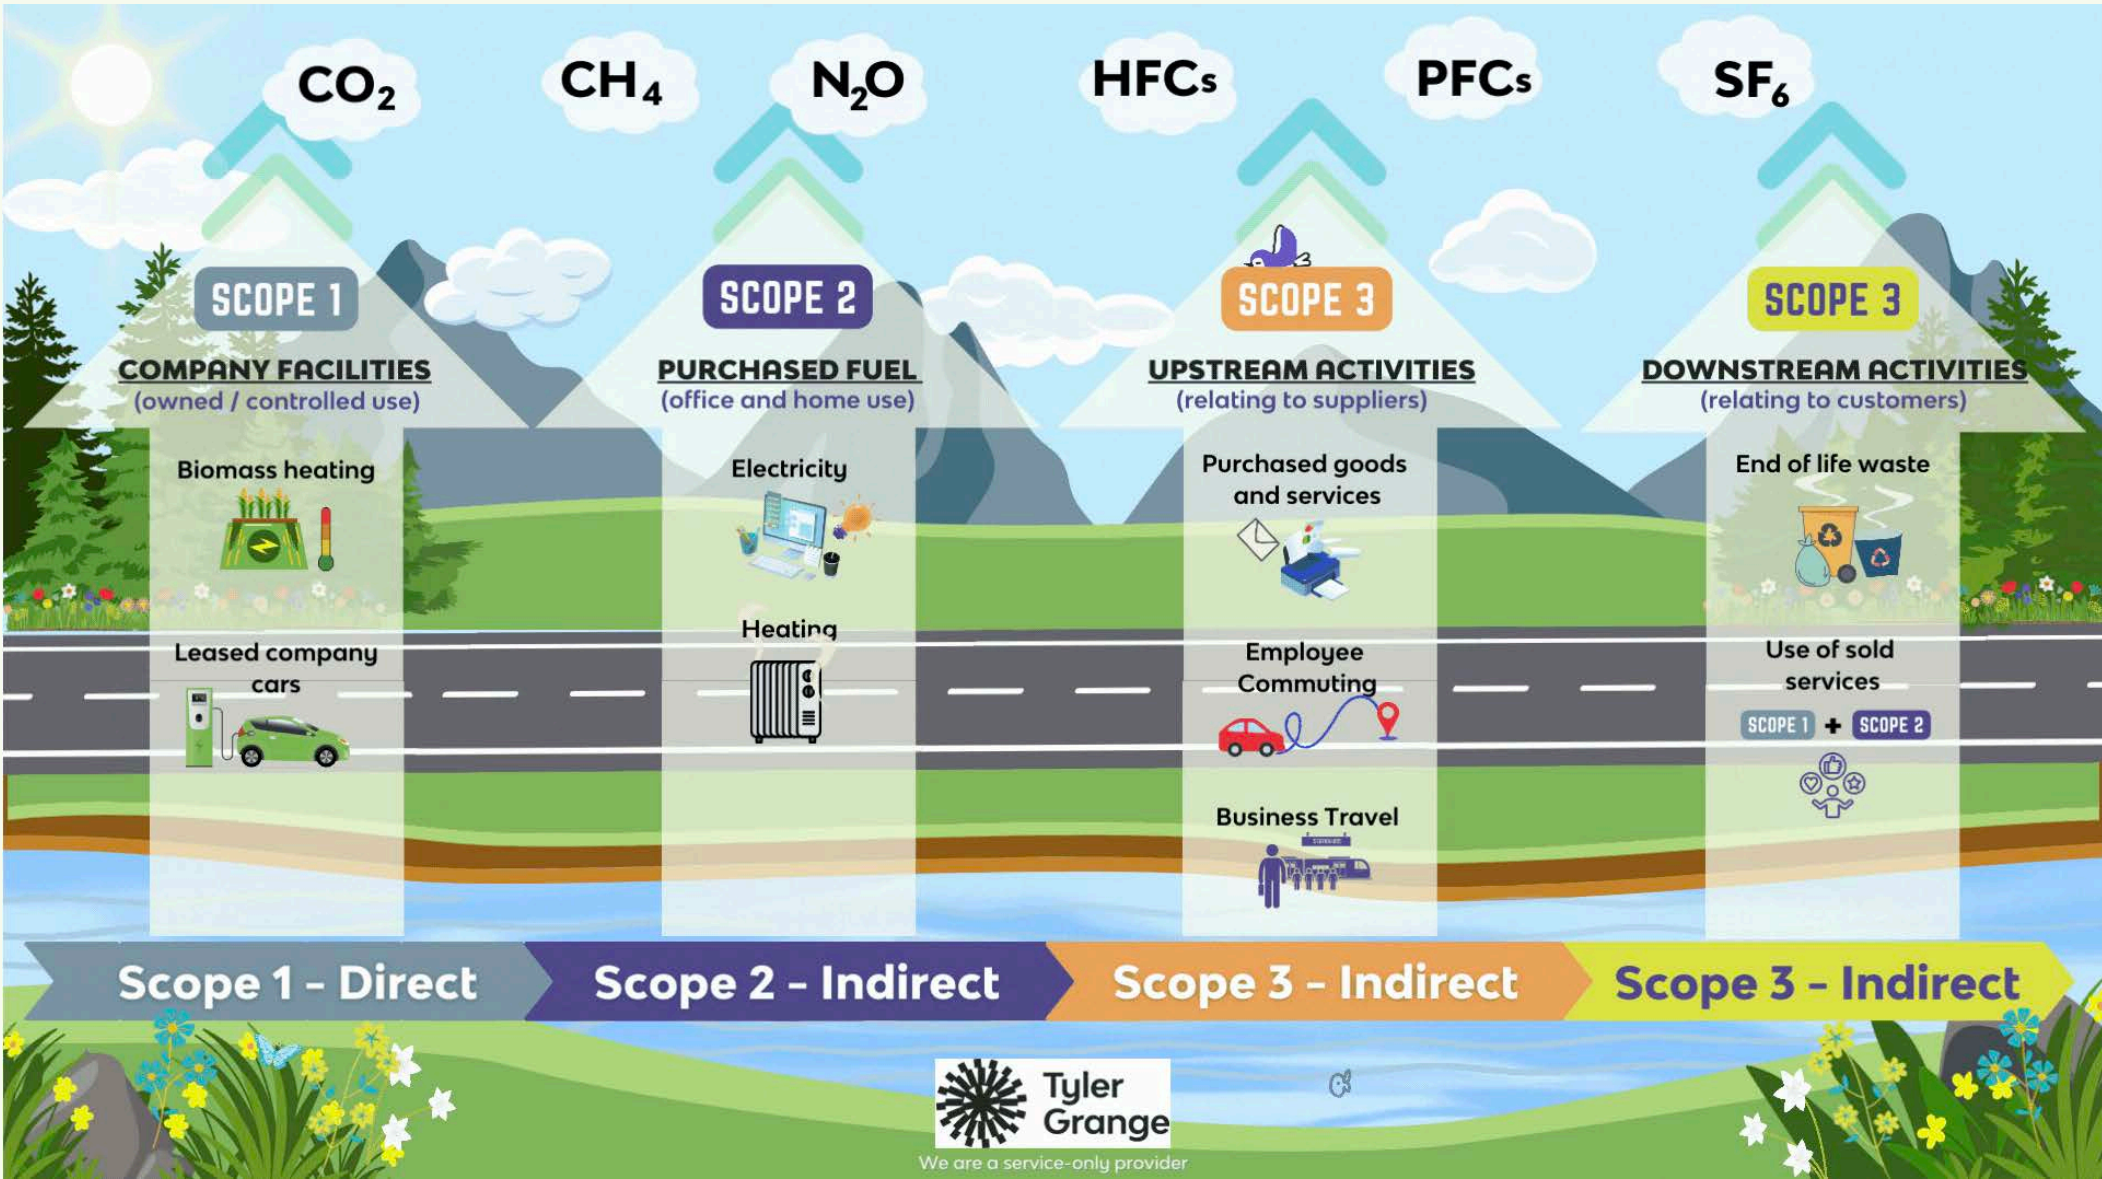 CO₂
CH₄
N₂O
HFCs
PFCs
SF₆
SCOPE 1
COMPANY FACILITIES
(owned / controlled use)
Biomass heating
Leased company
cars
SCOPE 2
PURCHASED FUEL
(office and home use)
Electricity
Heating
SCOPE 3
UPSTREAM ACTIVITIES
(relating to suppliers)
Purchased goods
and services
Employee
Commuting
Business Travel
SCOPE 3
DOWNSTREAM ACTIVITIES
(relating to customers)
End of life waste
Use of sold
services
SCOPE 1 + SCOPE 2
Scope 1 - Direct
Scope 2 - Indirect
Scope 3 - Indirect
Scope 3 - Indirect
Tyler
Grange
We are a service-only provider